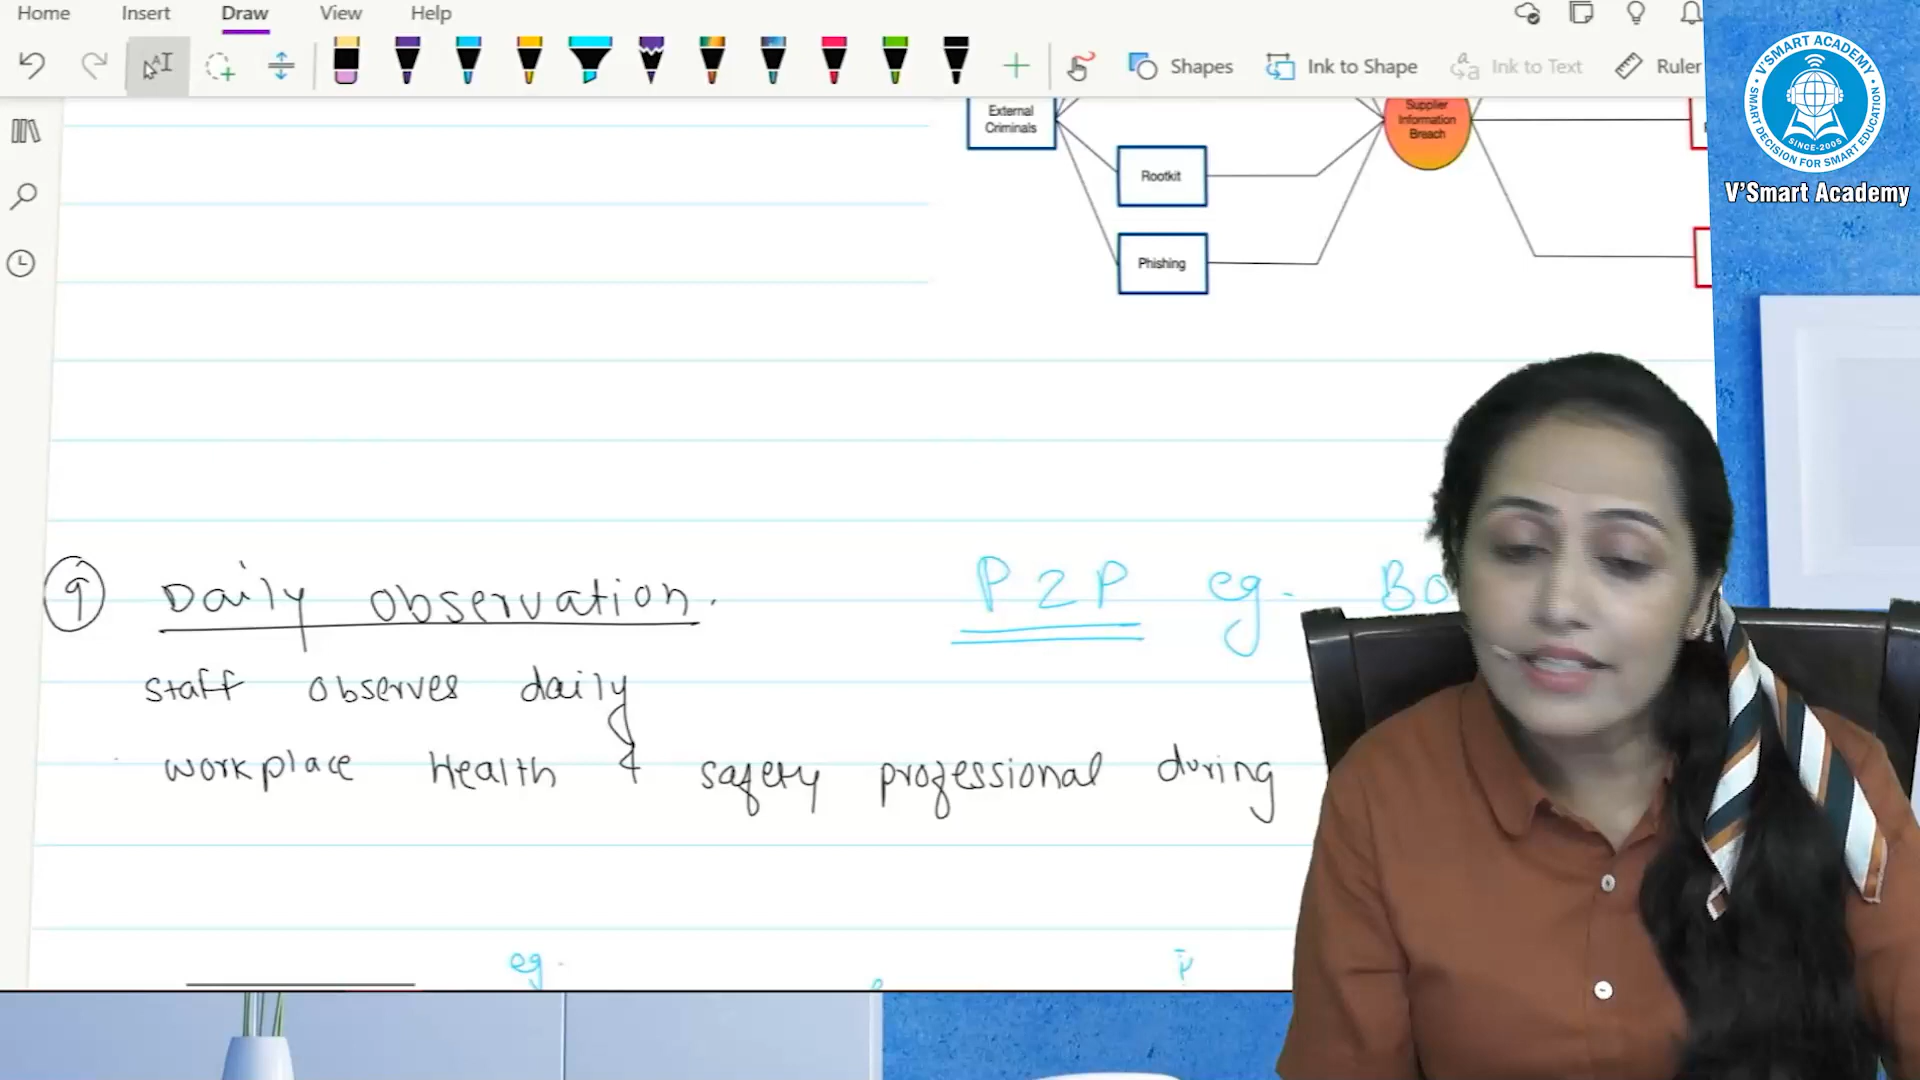 Home Insert Draw View Help
Shapes Ink to Shape Ink to Text Ruler
V'SMART ACADEMY
SINCE-2005
SMART DECISION FOR SMART EDUCATION
V'Smart Academy
External
Criminals
Supplier
Information
Breach
Rootkit
Phishing
9 Daily observation.
P2P eg.
staff observes daily
workplace Health & safety professional during
eg.